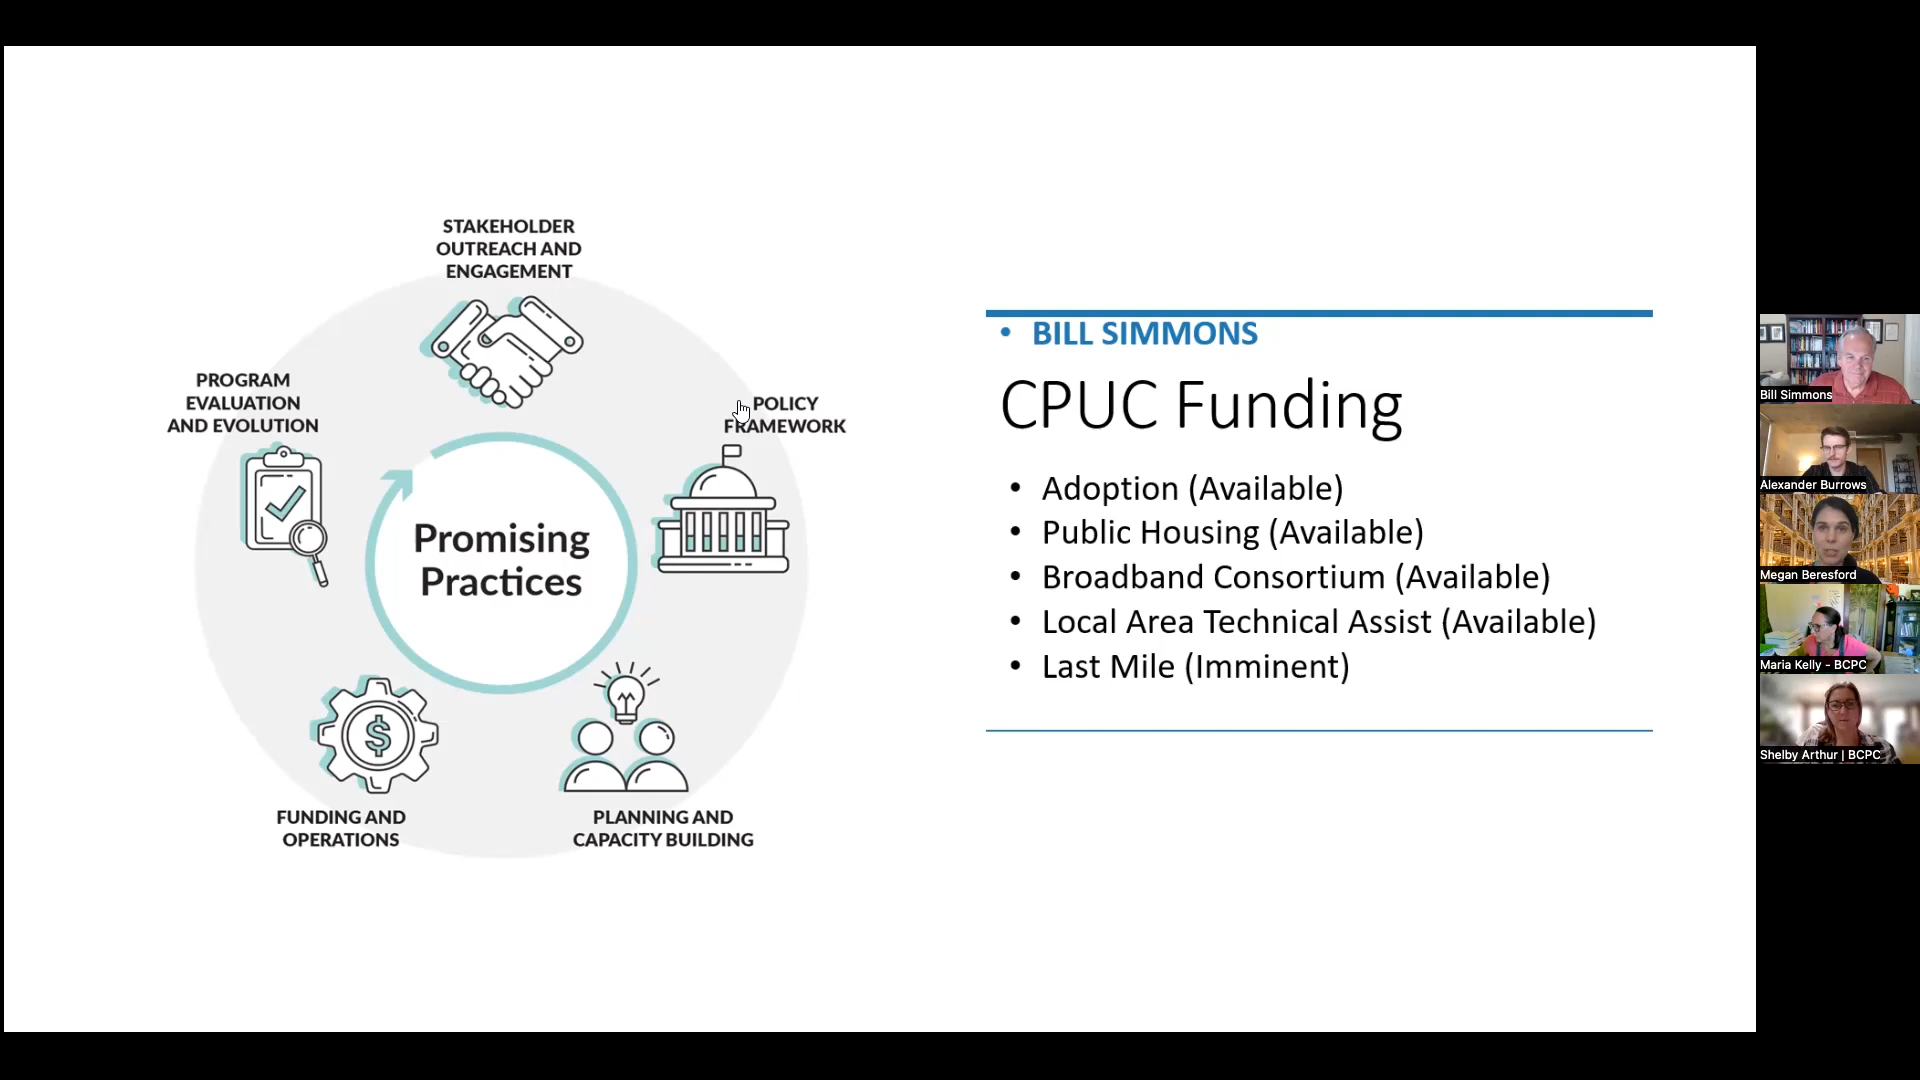 STAKEHOLDER
OUTREACH AND
ENGAGEMENT
PROGRAM
EVALUATION
AND EVOLUTION
POLICY
FRAMEWORK
Promising
Practices
$
FUNDING AND
OPERATIONS
PLANNING AND
CAPACITY BUILDING
• BILL SIMMONS
CPUC Funding
• Adoption (Available)
• Public Housing (Available)
• Broadband Consortium (Available)
• Local Area Technical Assist (Available)
• Last Mile (Imminent)
Bill Simmons
Alexander Burrows
Megan Beresford
Maria Kelly - BCPC
Shelby Arthur | BCPC